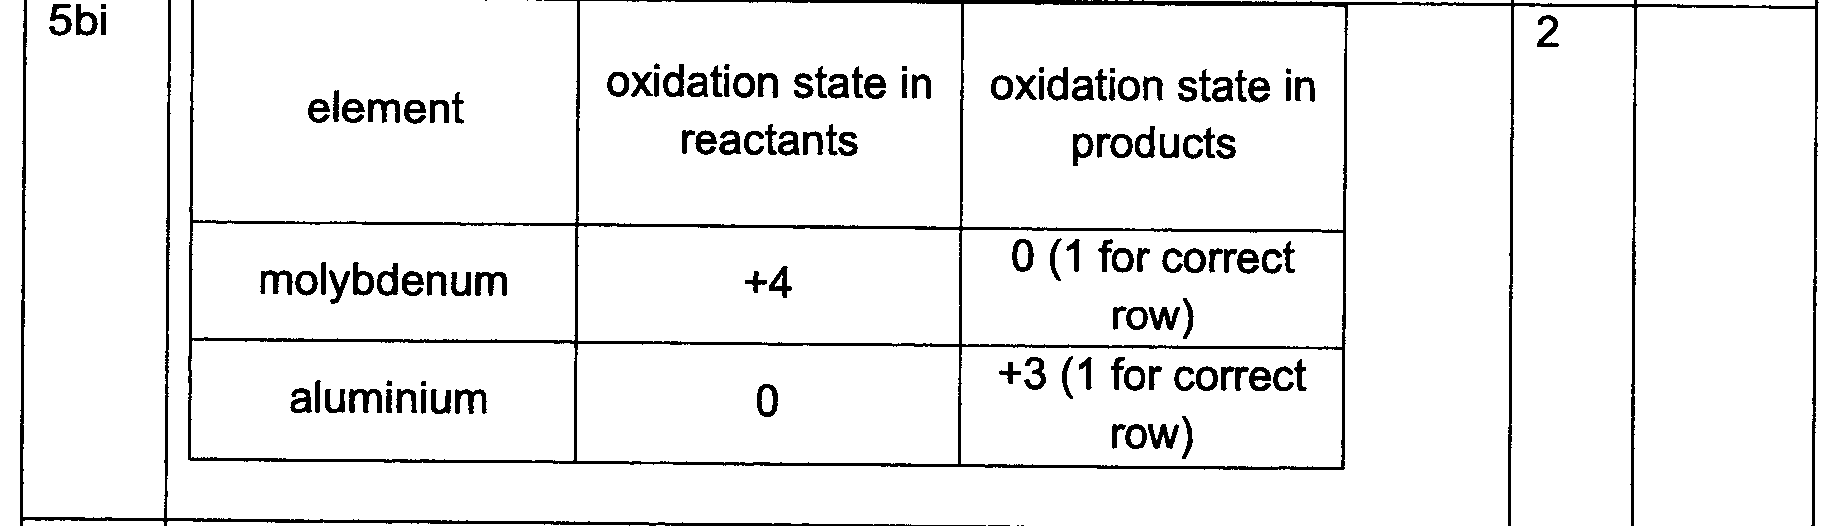 5bi
element
oxidation state in
reactants
oxidation state in
products
2
molybdenum
+4
0 (1 for correct
row)
aluminium
0
+3 (1 for correct
row)